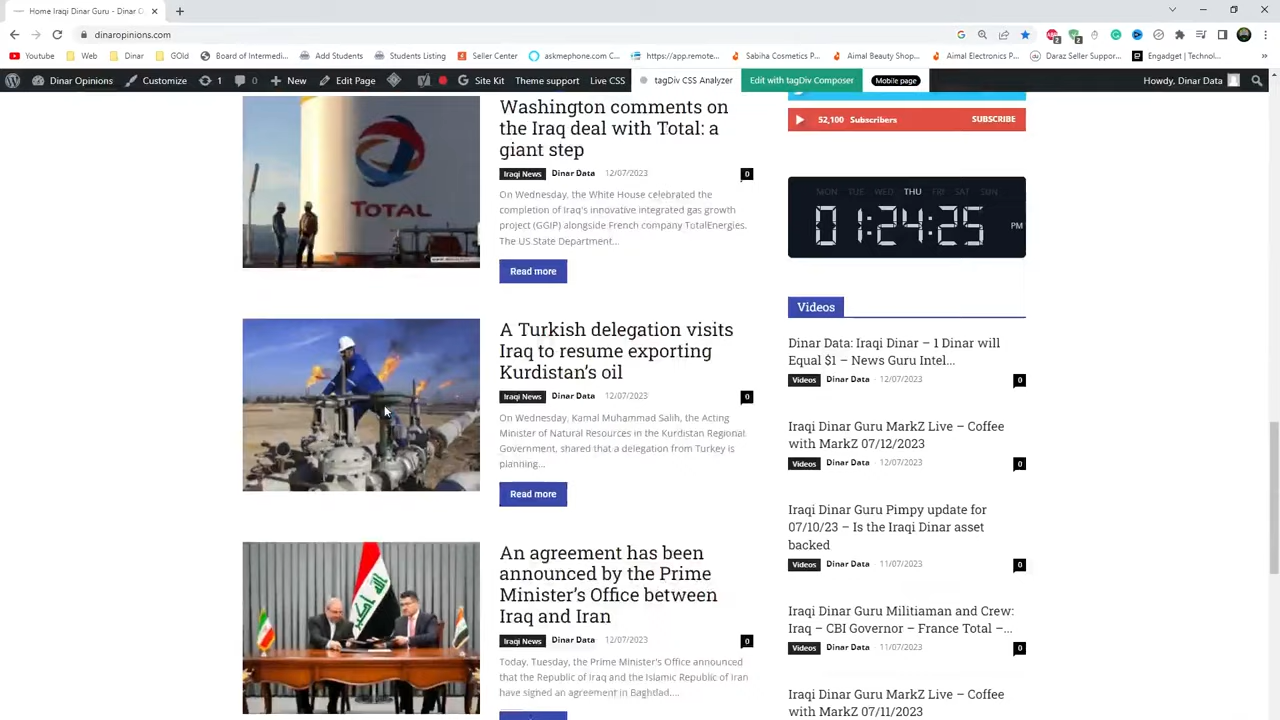 Home Iraqi Dinar Guru - Dinar O
dinaropinions.com
Youtube
Web
Dinar
GOld
Board of Intermedi...
Add Students
Students Listing
Seller Center
askmephone.com C...
https://app.remote...
Sabiha Cosmetics P...
Aimal Beauty Shop...
Aimal Electronics P...
Daraz.Seller Suppor...
Engadget | Technol...
Dinar Opinions
Customize
1
0
New
Edit Page
Site Kit
Theme support
Live CSS
tagDiv CSS Analyzer
Edit with tagDiv Composer
Mobile page
Howdy, Dinar Data
TOTAL
Washington comments on
the Iraq deal with Total: a
giant step
Iraqi News Dinar Data 12/07/2023 0
On Wednesday, the White House celebrated the
completion of Iraq's innovative integrated gas growth
project (GGIP) alongside French company TotalEnergies.
The US State Department...
Read more
A Turkish delegation visits
Iraq to resume exporting
Kurdistan's oil
Iraqi News Dinar Data 12/07/2023 0
On Wednesday, Kamal Muhammad Salih, the Acting
Minister of Natural Resources in the Kurdistan Regional
Government, shared that a delegation from Turkey is
planning...
Read more
An agreement has been
announced by the Prime
Minister's Office between
Iraq and Iran
Iraqi News Dinar Data 12/07/2023 0
Today, Tuesday, the Prime Minister's Office announced
that the Republic of Iraq and the Islamic Republic of Iran
have signed an agreement in Baghdad....
52,100 Subscribers SUBSCRIBE
MON TUE WED THU FRI SAT SUN
01:24:25 PM
Videos
Dinar Data: Iraqi Dinar – 1 Dinar will
Equal $1 – News Guru Intel...
Videos Dinar Data - 12/07/2023 0
Iraqi Dinar Guru MarkZ Live – Coffee
with MarkZ 07/12/2023
Videos Dinar Data - 12/07/2023 0
Iraqi Dinar Guru Pimpy update for
07/10/23 – Is the Iraqi Dinar asset
backed
Videos Dinar Data - 11/07/2023 0
Iraqi Dinar Guru Militiaman and Crew:
Iraq – CBI Governor – France Total –...
Videos Dinar Data - 11/07/2023 0
Iraqi Dinar Guru MarkZ Live – Coffee
with MarkZ 07/11/2023